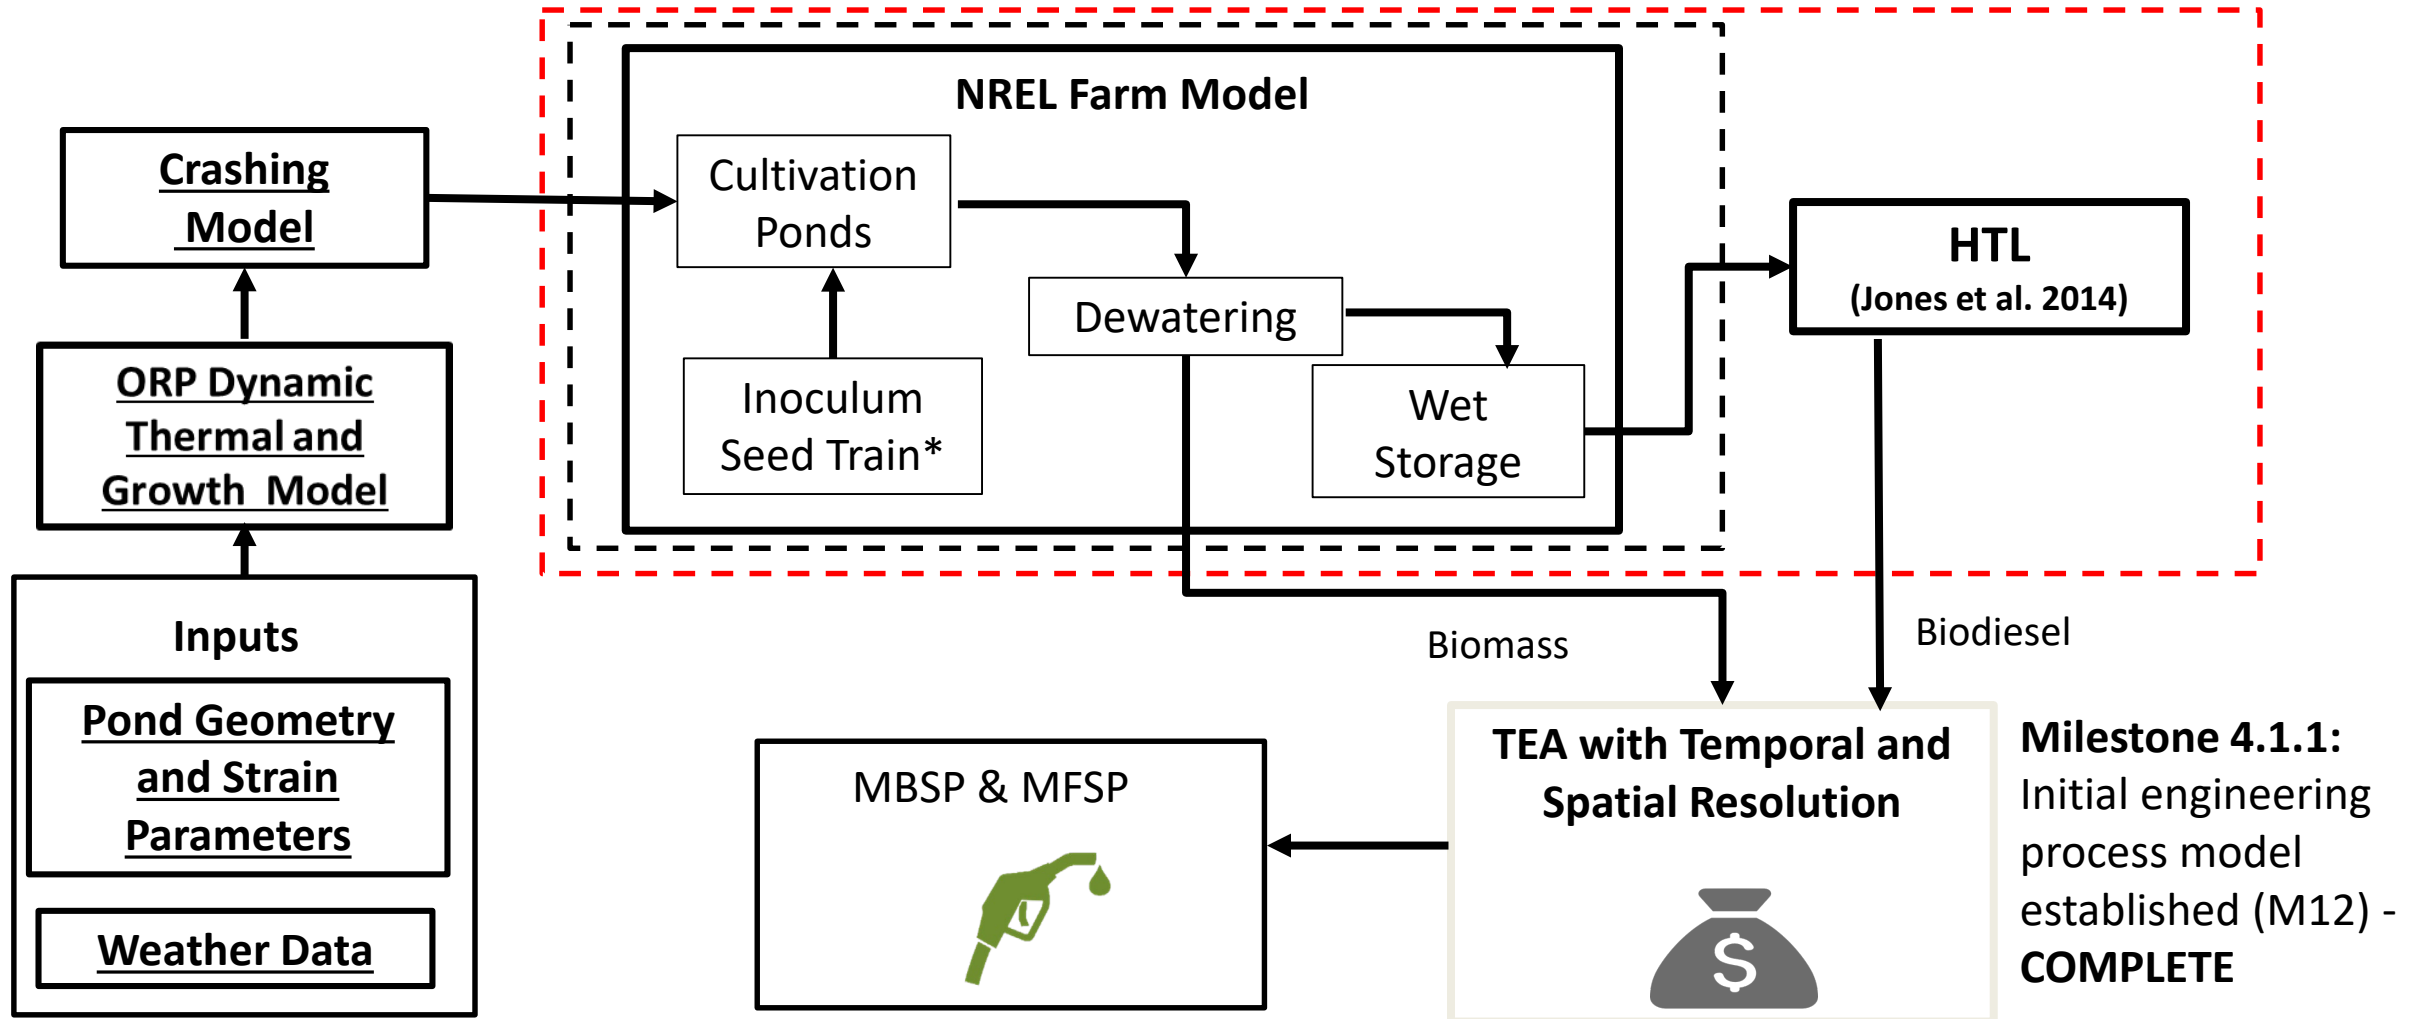 NREL Farm Model
Crashing
Model
Cultivation
Ponds
HTL
(Jones et al. 2014)
Dewatering
ORP Dynamic
Thermal and
Growth Model
Inoculum
Seed Train*
Wet
Storage
Inputs
Pond Geometry
and Strain
Parameters
Weather Data
Biomass
Biodiesel
MBSP & MFSP
TEA with Temporal and
Spatial Resolution
$
Milestone 4.1.1:
Initial engineering
process model
established (M12) -
COMPLETE